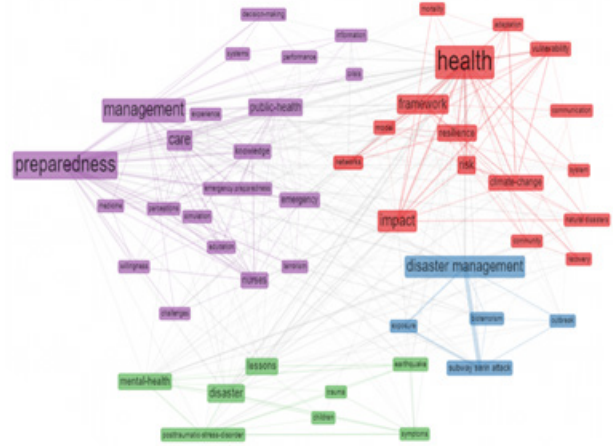 decision-making
information
systems
performance
crisis
management
experience
public-health
care
knowledge
preparedness
emergency preparedness
emergency
medicine
perceptions
simulation
education
willingness
nurses
terrorism
challenges
mortality
adaptation
vulnerability
health
framework
communication
model
resilience
networks
risk
system
climate-change
impact
natural disasters
community
recovery
disaster management
exposure
bioterrorism
outbreak
subway sarin attack
lessons
earthquake
mental-health
disaster
trauma
children
posttraumatic-stress-disorder
symptoms